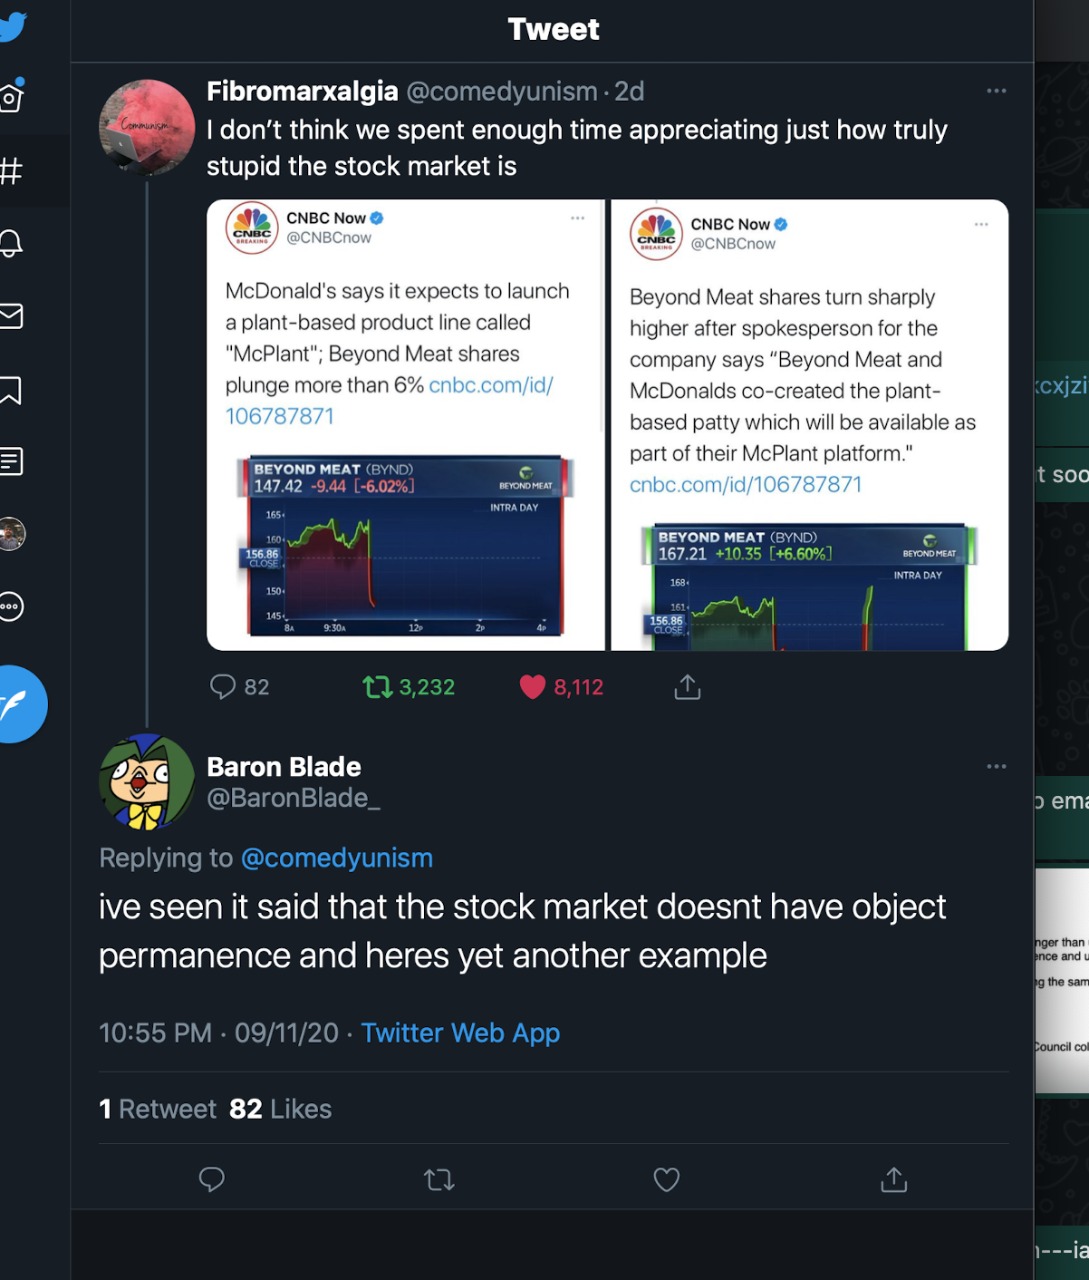 Tweet
Fibromarxalgia @comedyunism · 2d
I don’t think we spent enough time appreciating just how truly
stupid the stock market is
Communism
CNBC
BREAKING
CNBC Now
@CNBCnow
McDonald's says it expects to launch
a plant-based product line called
"McPlant"; Beyond Meat shares
plunge more than 6% cnbc.com/id/
106787871
BEYOND MEAT (BYND)
147.42 -9.44 [-6.02%]
BEYOND MEAT
INTRA DAY
165
160
156.86
CLOSE
150
145
8A 9:30A 12P 2P 4P
CNBC
BREAKING
CNBC Now
@CNBCnow
Beyond Meat shares turn sharply
higher after spokesperson for the
company says “Beyond Meat and
McDonalds co-created the plant-
based patty which will be available as
part of their McPlant platform."
cnbc.com/id/106787871
BEYOND MEAT (BYND)
167.21 +10.35 [+6.60%]
BEYOND MEAT
INTRA DAY
168
161
156.86
CLOSE
82 3,232 8,112
Baron Blade
@BaronBlade_
Replying to @comedyunism
ive seen it said that the stock market doesnt have object
permanence and heres yet another example
10:55 PM · 09/11/20 · Twitter Web App
1 Retweet 82 Likes
kcxjzi
t soo
o ema
nger than
ence and u
ng the sam
Council col
---ia